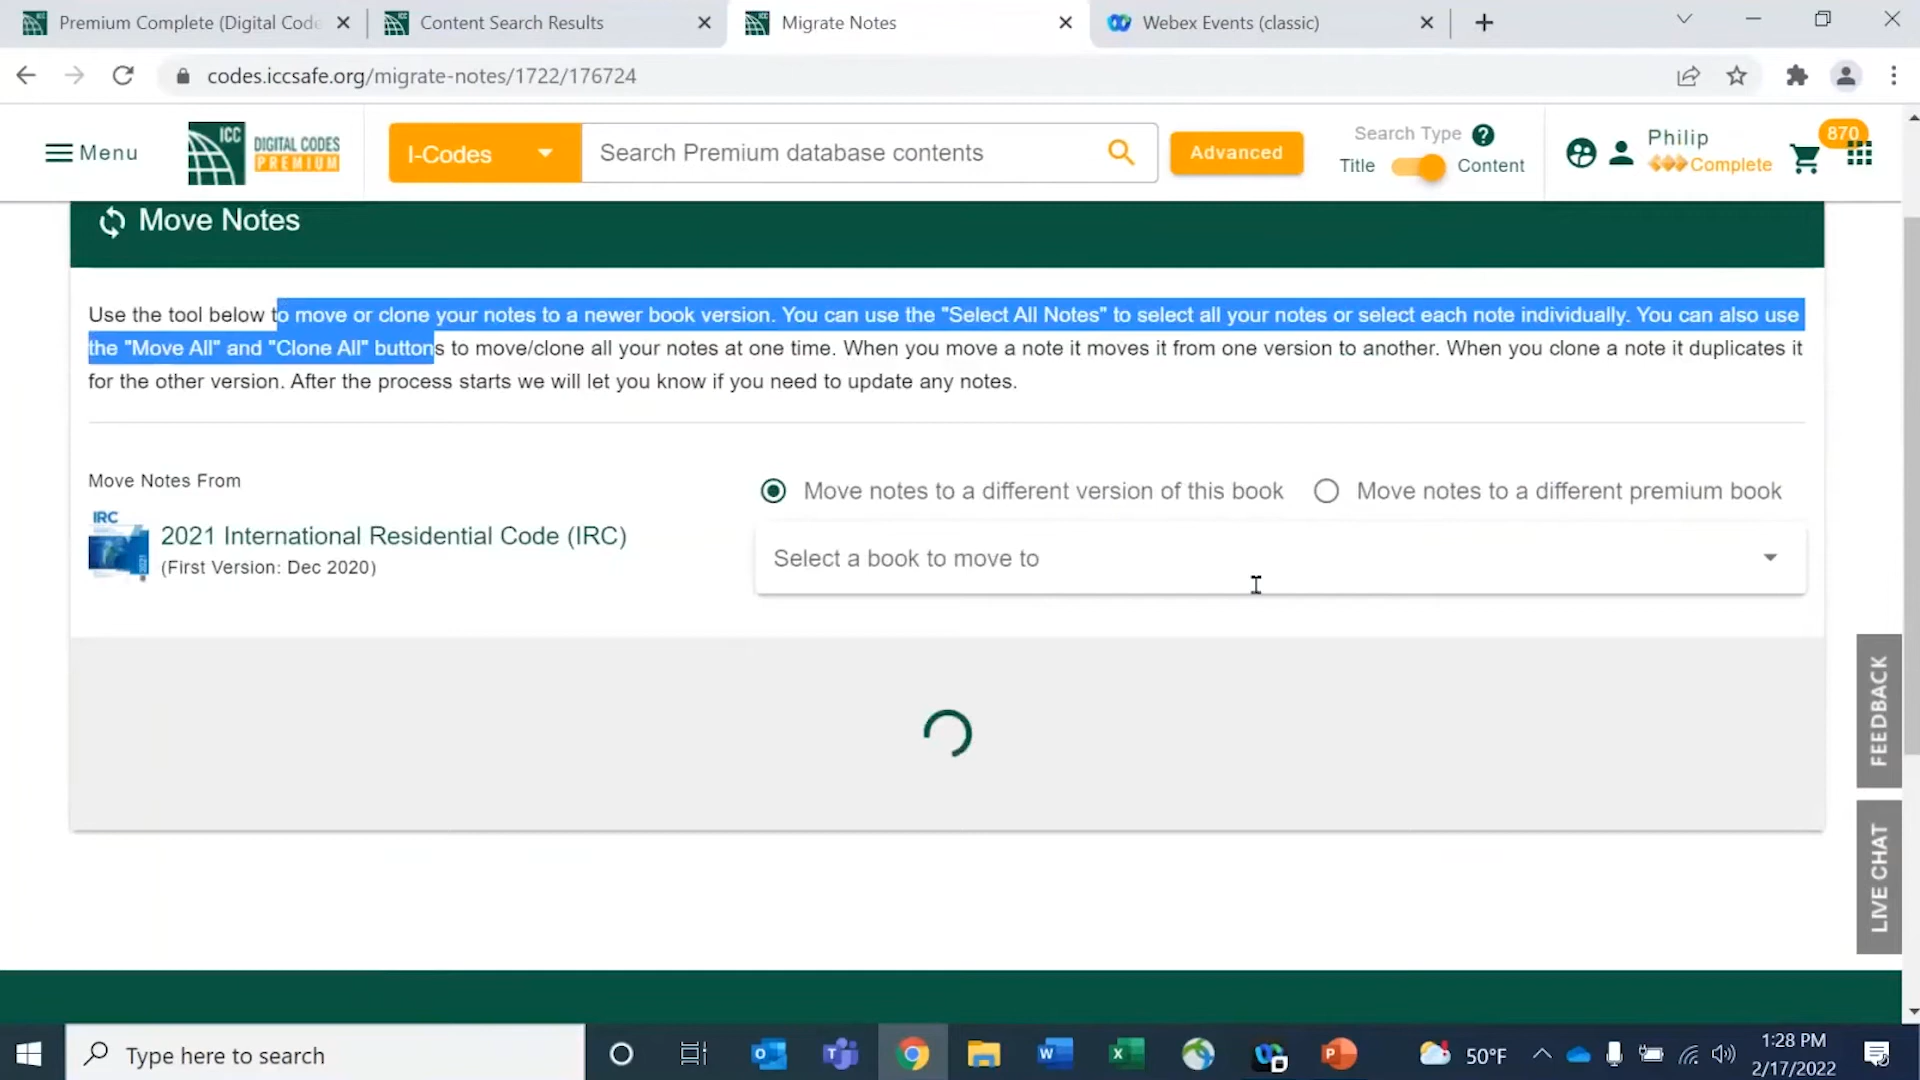 Premium Complete (Digital Code
Content Search Results
Migrate Notes
Webex Events (classic)
codes.iccsafe.org/migrate-notes/1722/176724
Menu
ICC
DIGITAL CODES
PREMIUM
I-Codes
Search Premium database contents
Advanced
Search Type ?
Title
Content
Philip
Complete
870
Move Notes
Use the tool below to move or clone your notes to a newer book version. You can use the "Select All Notes" to select all your notes or select each note individually. You can also use
the "Move All" and "Clone All" buttons to move/clone all your notes at one time. When you move a note it moves it from one version to another. When you clone a note it duplicates it
for the other version. After the process starts we will let you know if you need to update any notes.
Move Notes From
Move notes to a different version of this book
Move notes to a different premium book
IRC
2021 International Residential Code (IRC)
(First Version: Dec 2020)
Select a book to move to
FEEDBACK
LIVE CHAT
Type here to search
50°F
1:28 PM
2/17/2022